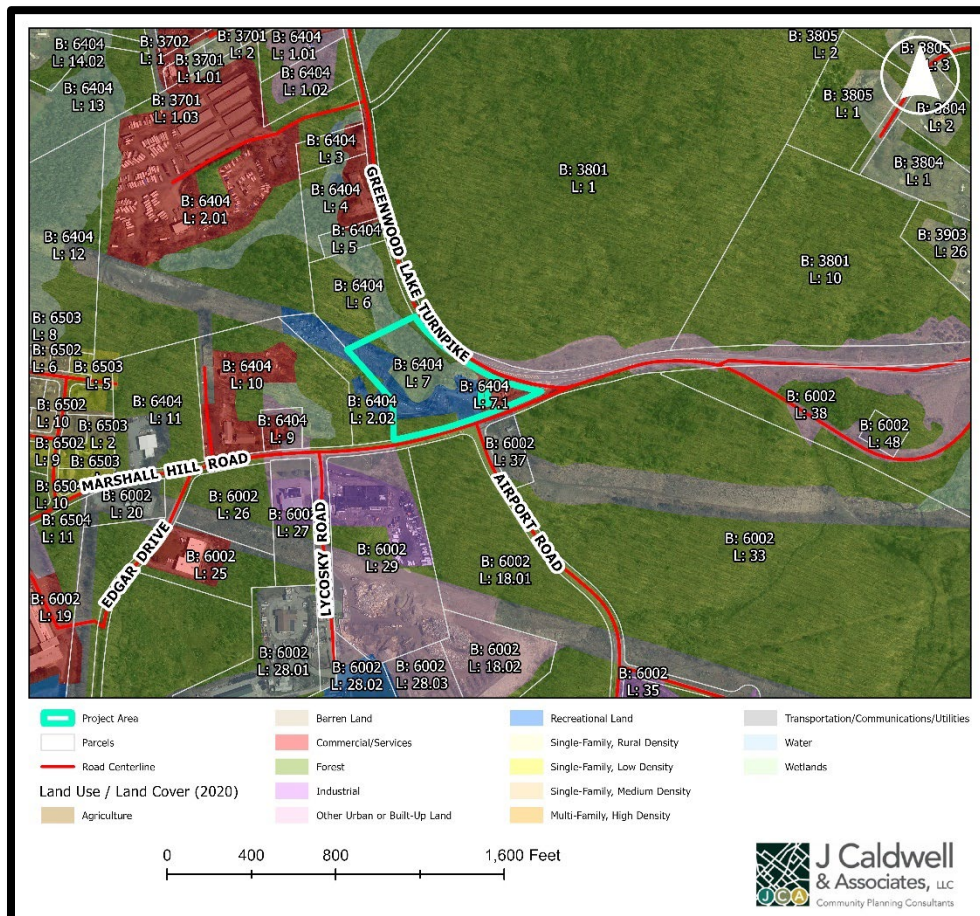 B: 6404
L: 14.02
B: 3702
L: 1
B: 3701
L: 2
B: 6404
L: 1.01
B: 3701
L: 1.01
B: 6404
L: 1.02
B: 6404
L: 13
B: 3701
L: 1.03
B: 6404
L: 3
B: 6404
L: 4
B: 6404
L: 2.01
B: 6404
L: 5
B: 6404
L: 12
B: 6404
L: 6
GREENWOOD LAKE TURNPIKE
B: 3801
L: 1
B: 3805
L: 2
B: 3805
L: 3
B: 3805
L: 1
B: 3804
L: 2
B: 3804
L: 1
B: 3903
L: 26
B: 3801
L: 10
B: 6503
L: 8
B: 6502
L: 6
B: 6503
L: 5
B: 6502
L: 10
B: 6503
L: 2
B: 6404
L: 11
B: 6404
L: 10
B: 6404
L: 9
B: 6404
L: 2.02
B: 6404
L: 7
B: 6404
L: 7.1
B: 6002
L: 38
B: 6002
L: 48
B: 6502
L: 9
B: 6503
L: 10
B: 6504
L: 11
MARSHALL HILL ROAD
B: 6002
L: 20
B: 6002
L: 26
B: 6002
L: 27
B: 6002
L: 37
AIRPORT ROAD
EDGAR DRIVE
LYCOSKY ROAD
B: 6002
L: 25
B: 6002
L: 29
B: 6002
L: 18.01
B: 6002
L: 33
B: 6002
L: 19
B: 6002
L: 28.01
B: 6002
L: 28.02
B: 6002
L: 28.03
B: 6002
L: 18.02
B: 6002
L: 35
Project Area
Parcels
Road Centerline
Land Use / Land Cover (2020)
Agriculture
Barren Land
Commercial/Services
Forest
Industrial
Other Urban or Built-Up Land
Recreational Land
Single-Family, Rural Density
Single-Family, Low Density
Single-Family, Medium Density
Multi-Family, High Density
Transportation/Communications/Utilities
Water
Wetlands
0 400 800 1,600 Feet
JCA
J Caldwell
& Associates, LLC
Community Planning Consultants